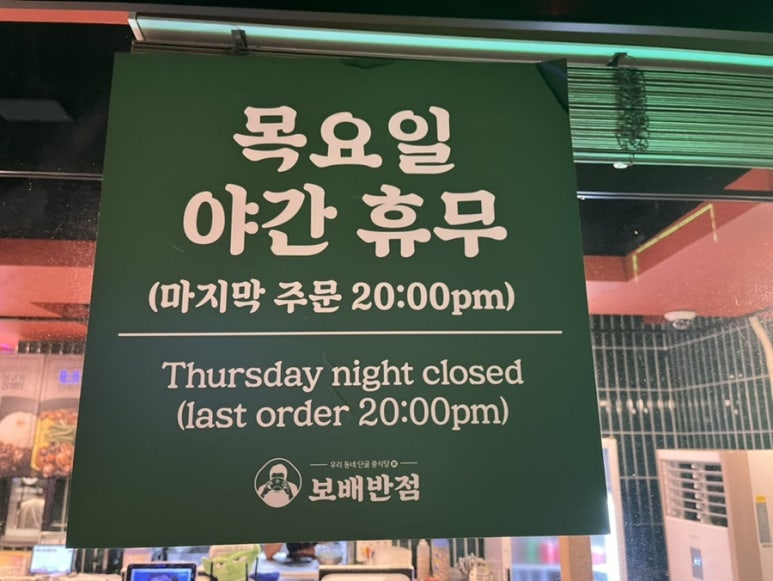 목요일
야간 휴무
(마지막 주문 20:00pm)
Thursday night closed
(last order 20:00pm)
우리 동네 단골 중식당
보배반점